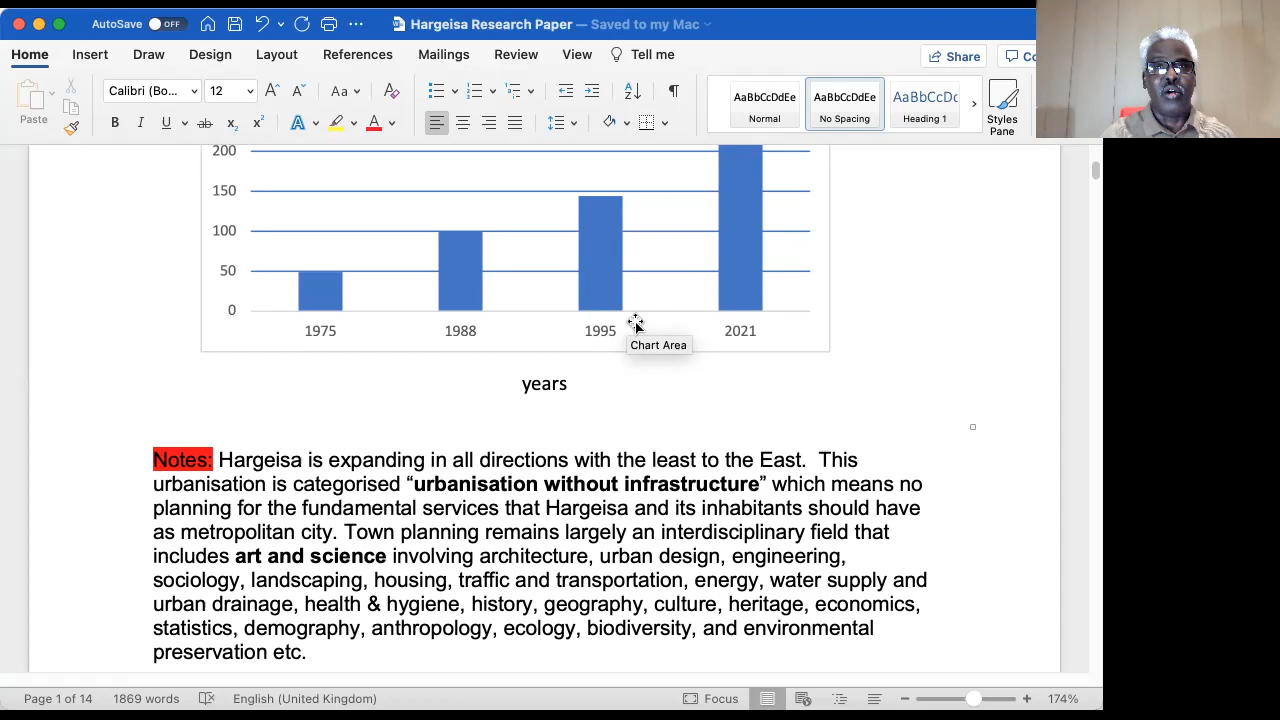 AutoSave OFF Hargeisa Research Paper — Saved to my Mac
Home Insert Draw Design Layout References Mailings Review View Tell me Share
Paste Calibri (Bo... 12 AaBbCcDdEe AaBbCcDdEe AaBbCcDc
Normal No Spacing Heading 1 Styles Pane
200
150
100
50
0
1975 1988 1995 2021
Chart Area
years
Notes: Hargeisa is expanding in all directions with the least to the East. This
urbanisation is categorised “urbanisation without infrastructure” which means no
planning for the fundamental services that Hargeisa and its inhabitants should have
as metropolitan city. Town planning remains largely an interdisciplinary field that
includes art and science involving architecture, urban design, engineering,
sociology, landscaping, housing, traffic and transportation, energy, water supply and
urban drainage, health & hygiene, history, geography, culture, heritage, economics,
statistics, demography, anthropology, ecology, biodiversity, and environmental
preservation etc.
Page 1 of 14 1869 words English (United Kingdom) Focus 174%